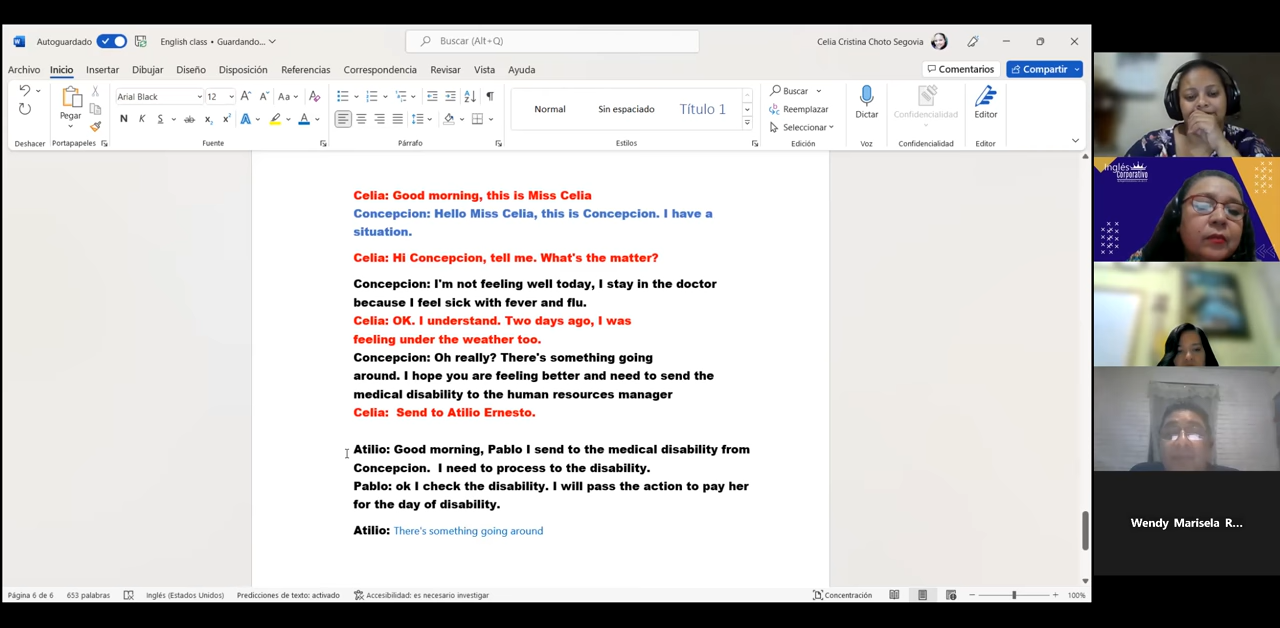 Autoguardado English class • Guardando... Buscar (Alt+Q) Celia Cristina Choto Segovia
Archivo Inicio Insertar Dibujar Diseño Disposición Referencias Correspondencia Revisar Vista Ayuda Comentarios Compartir
Pegar Arial Black 12 Normal Sin espaciado Título 1 Buscar Reemplazar Seleccionar Dictar Confidencialidad Editor
Deshacer Portapapeles Fuente Párrafo Estilos Edición Voz Confidencialidad Editor
Celia: Good morning, this is Miss Celia
Concepcion: Hello Miss Celia, this is Concepcion. I have a
situation.
Celia: Hi Concepcion, tell me. What's the matter?
Concepcion: I'm not feeling well today, I stay in the doctor
because I feel sick with fever and flu.
Celia: OK. I understand. Two days ago, I was
feeling under the weather too.
Concepcion: Oh really? There's something going
around. I hope you are feeling better and need to send the
medical disability to the human resources manager
Celia:  Send to Atilio Ernesto.
Atilio: Good morning, Pablo I send to the medical disability from
Concepcion.  I need to process to the disability.
Pablo: ok I check the disability. I will pass the action to pay her
for the day of disability.
Atilio: There's something going around
Página 6 de 6 653 palabras Inglés (Estados Unidos) Predicciones de texto: activado Accesibilidad: es necesario investigar Concentración 100%
Inglés
Corporativo
Wendy Marisela R...